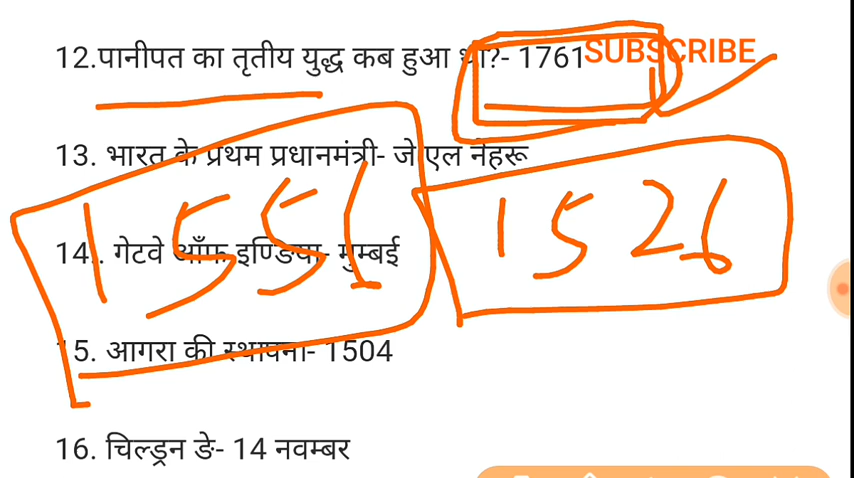 12.पानीपत का तृतीय युद्ध कब हुआ था?- 1761 SUBSCRIBE
13. भारत के प्रथम प्रधानमंत्री- जे एल नेहरू
1551 1526
14.. गेटवे ऑफ इण्डिया- मुम्बई
15. आगरा की स्थापना- 1504
16. चिल्ड्रन डे- 14 नवम्बर